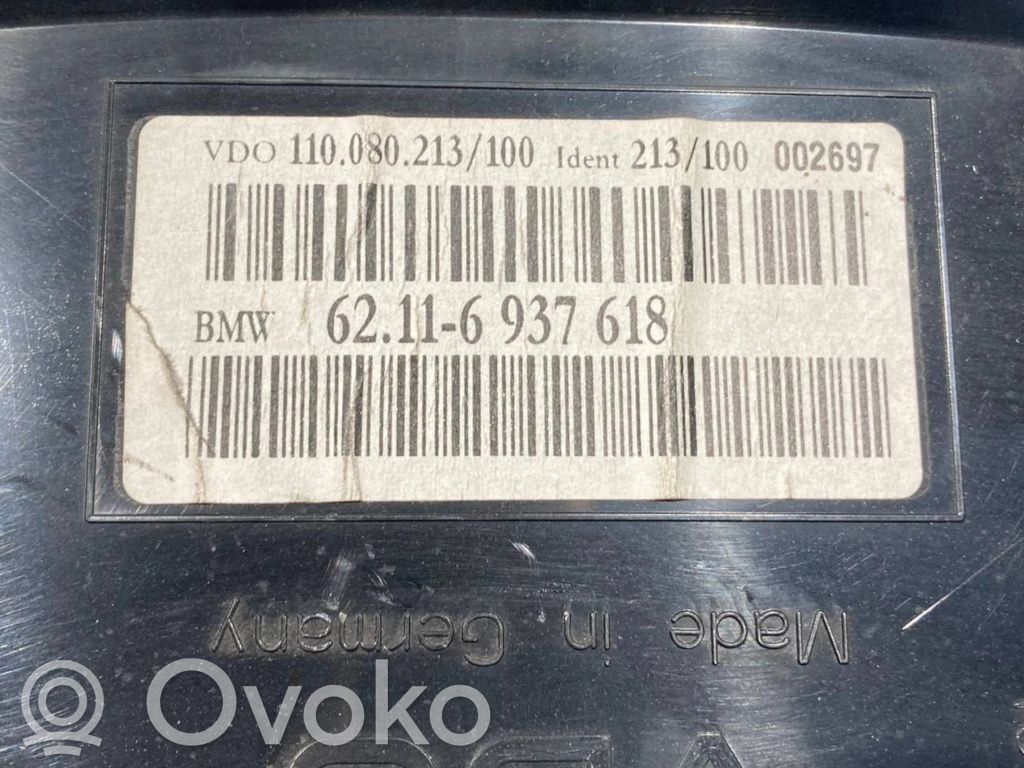 VDO 110.080.213/100 Ident 213/100 002697
BMW 62.11-6 937 618
Made in Germany
Ovoko